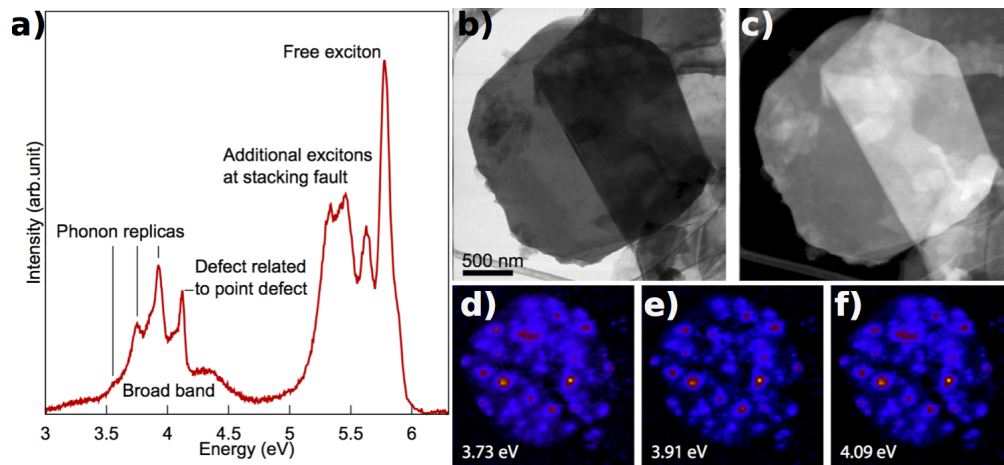 a)
Intensity (arb.unit)
Free exciton
Additional excitons
at stacking fault
Phonon replicas
Defect related
to point defect
Broad band
3 3.5 4 4.5 5 5.5 6
Energy (eV)
b)
500 nm
c)
d)
3.73 eV
e)
3.91 eV
f)
4.09 eV